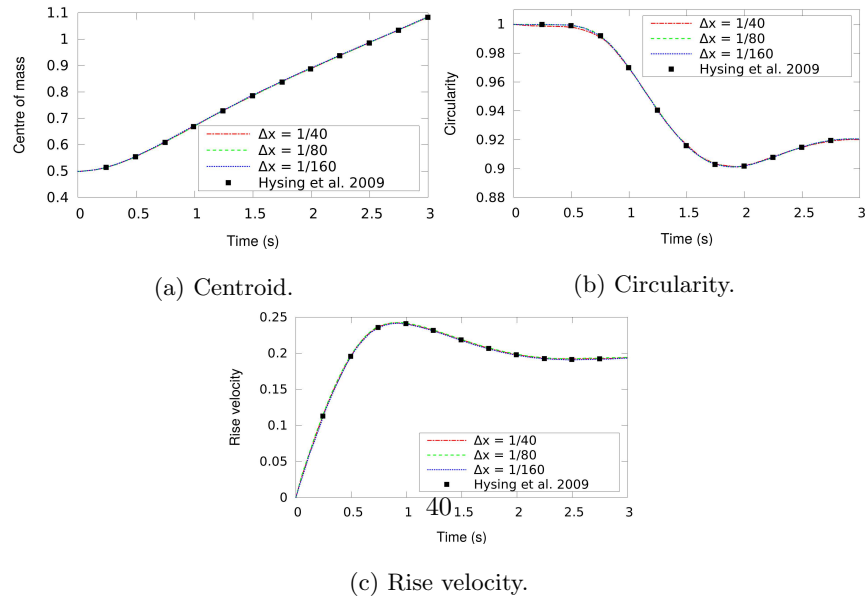 1.1
1
0.9
0.8
0.7
0.6
0.5
0.4
Centre of mass
Δx = 1/40
Δx = 1/80
Δx = 1/160
Hysing et al. 2009
0 0.5 1 1.5 2 2.5 3
Time (s)
(a) Centroid.
1
0.98
0.96
0.94
0.92
0.9
0.88
Circularity
Δx = 1/40
Δx = 1/80
Δx = 1/160
Hysing et al. 2009
0 0.5 1 1.5 2 2.5 3
Time (s)
(b) Circularity.
0.25
0.2
0.15
0.1
0.05
0
Rise velocity
Δx = 1/40
Δx = 1/80
Δx = 1/160
Hysing et al. 2009
0.5 1 1.5 2 2.5 3
40
Time (s)
(c) Rise velocity.